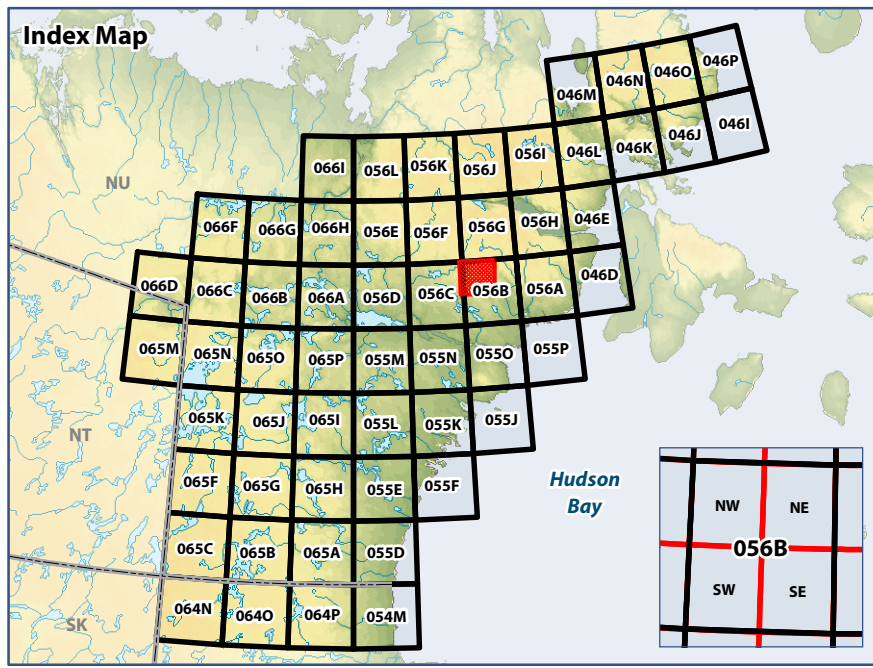 Index Map
046M
046N
046O
046P
066I
056L
056K
056J
056I
046L
046K
046J
046I
NU
066F
066G
066H
056E
056F
056G
056H
046E
066D
066C
066B
066A
056D
056C
056B
056A
046D
065M
065N
065O
065P
055M
055N
055O
055P
NT
065K
065J
065I
055L
055K
055J
065F
065G
065H
055E
055F
Hudson
Bay
065C
065B
065A
055D
064N
064O
064P
054M
SK
NW
NE
056B
SW
SE